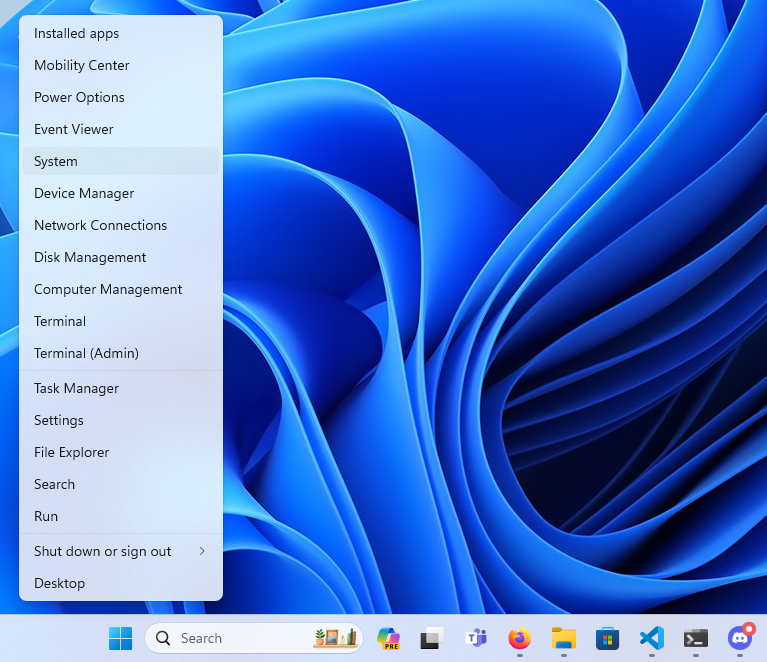 Installed apps
Mobility Center
Power Options
Event Viewer
System
Device Manager
Network Connections
Disk Management
Computer Management
Terminal
Terminal (Admin)
Task Manager
Settings
File Explorer
Search
Run
Shut down or sign out
Desktop
Search
PRE
T